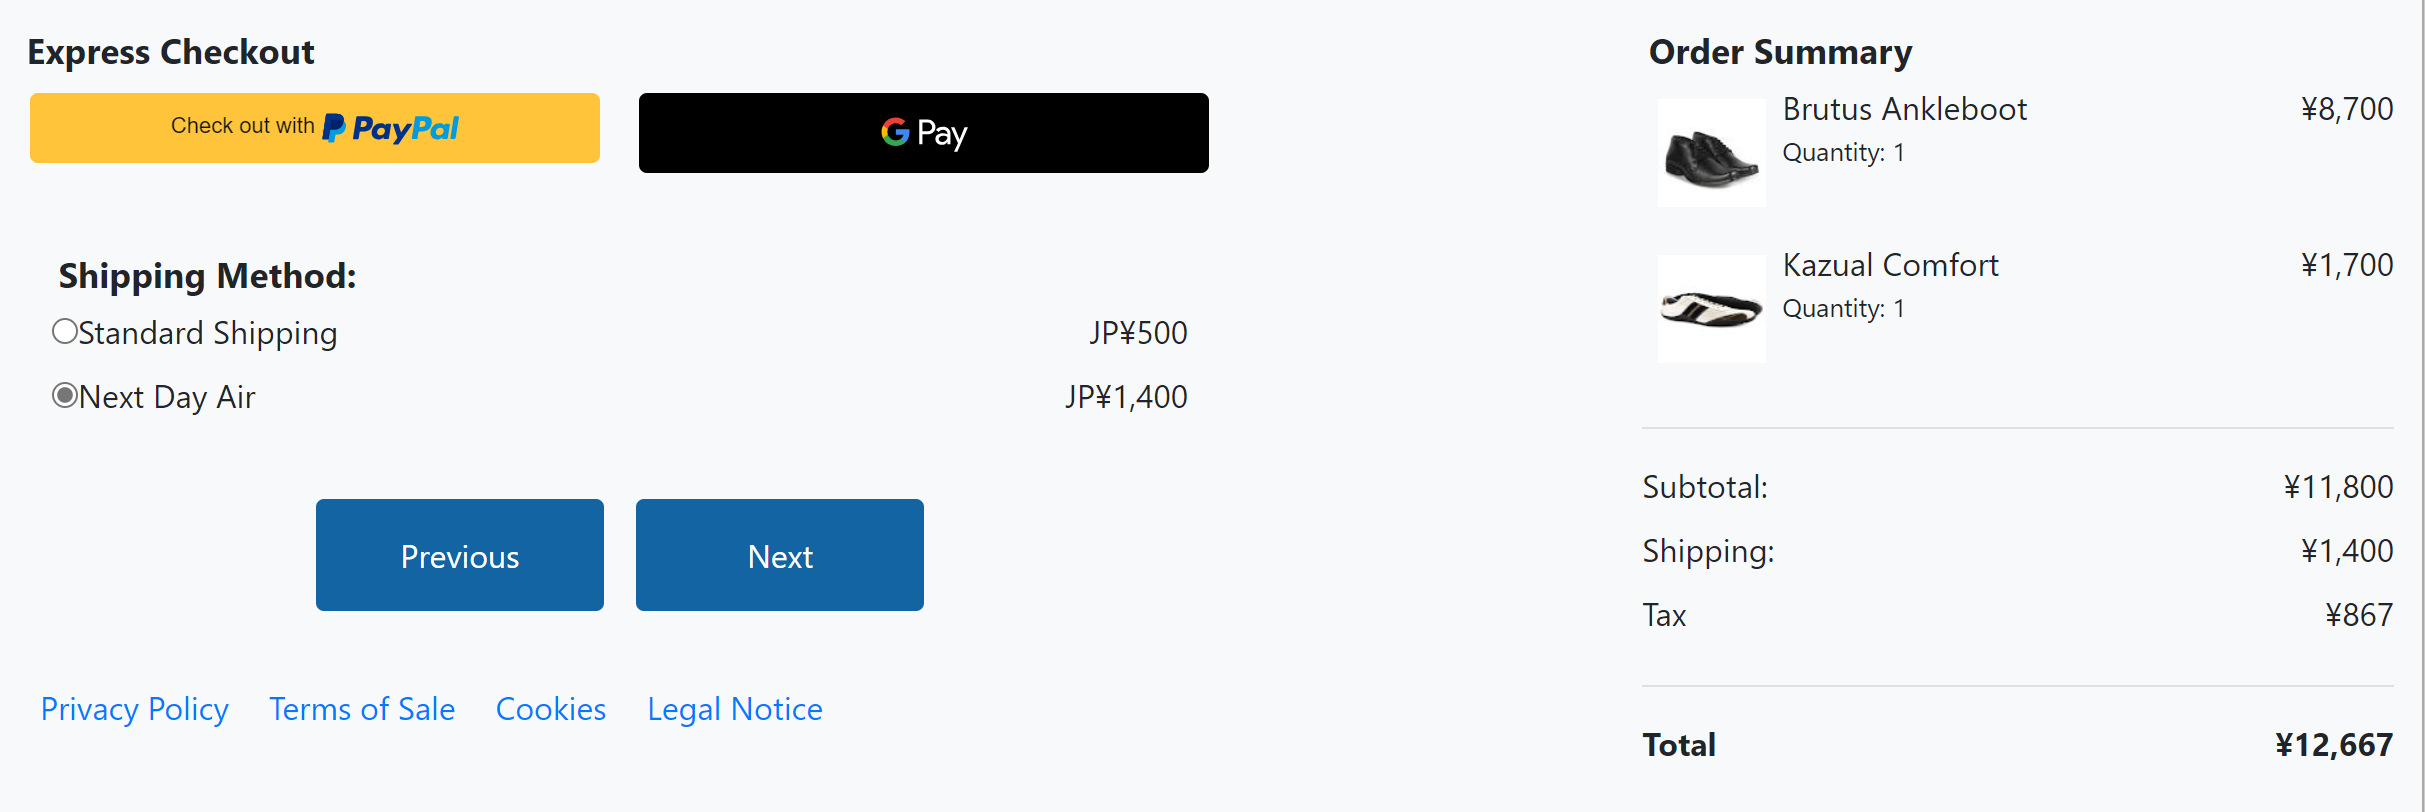 Express Checkout
Check out with PayPal
G Pay
Shipping Method:
Standard Shipping JP¥500
Next Day Air JP¥1,400
Previous Next
Privacy Policy Terms of Sale Cookies Legal Notice
Order Summary
Brutus Ankleboot ¥8,700
Quantity: 1
Kazual Comfort ¥1,700
Quantity: 1
Subtotal: ¥11,800
Shipping: ¥1,400
Tax ¥867
Total ¥12,667